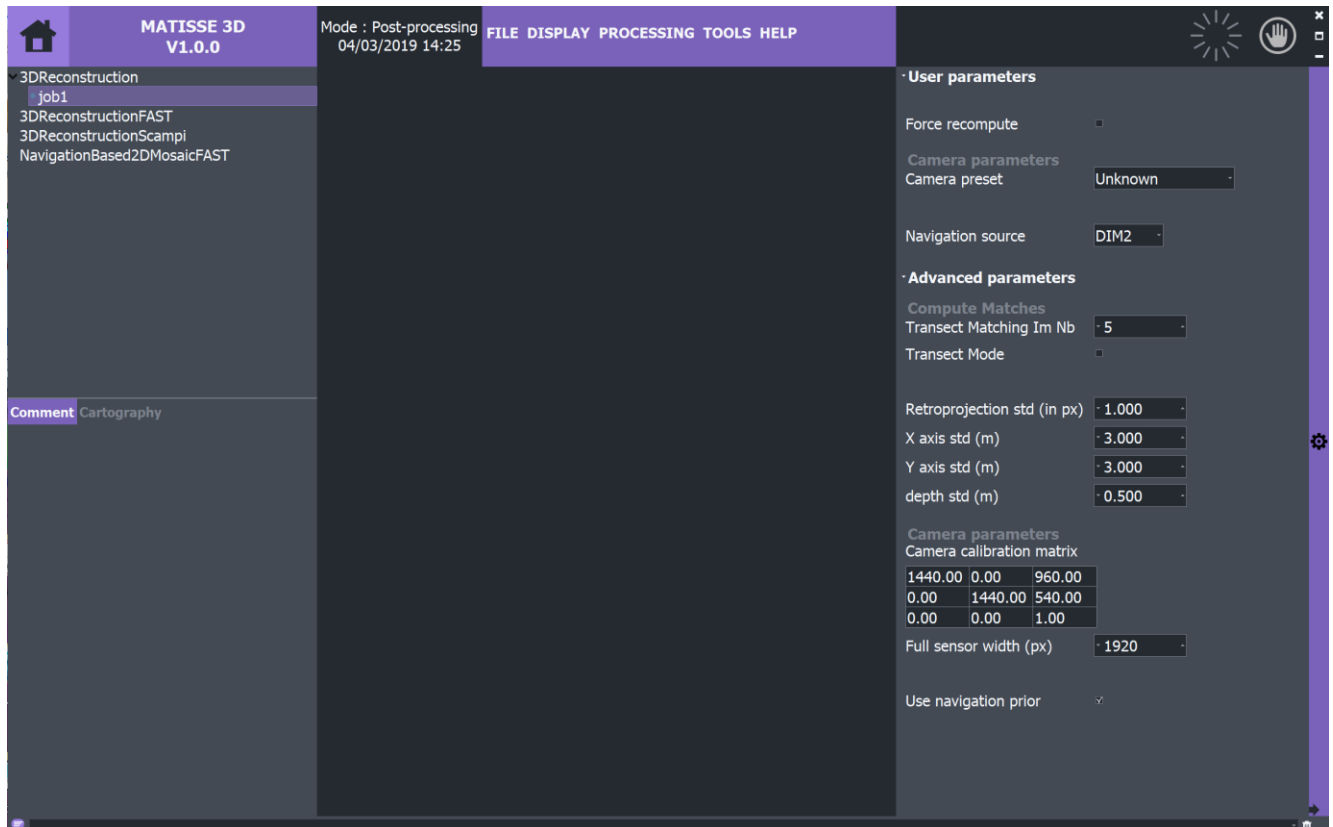 MATISSE 3D
V1.0.0
Mode : Post-processing
04/03/2019 14:25
FILE DISPLAY PROCESSING TOOLS HELP
3DReconstruction
job1
3DReconstructionFAST
3DReconstructionScampi
NavigationBased2DMosaicFAST
Comment Cartography
User parameters
Force recompute
Camera parameters
Camera preset Unknown
Navigation source DIM2
Advanced parameters
Compute Matches
Transect Matching Im Nb 5
Transect Mode
Retroprojection std (in px) 1.000
X axis std (m) 3.000
Y axis std (m) 3.000
depth std (m) 0.500
Camera parameters
Camera calibration matrix
1440.00 0.00 960.00
0.00 1440.00 540.00
0.00 0.00 1.00
Full sensor width (px) 1920
Use navigation prior